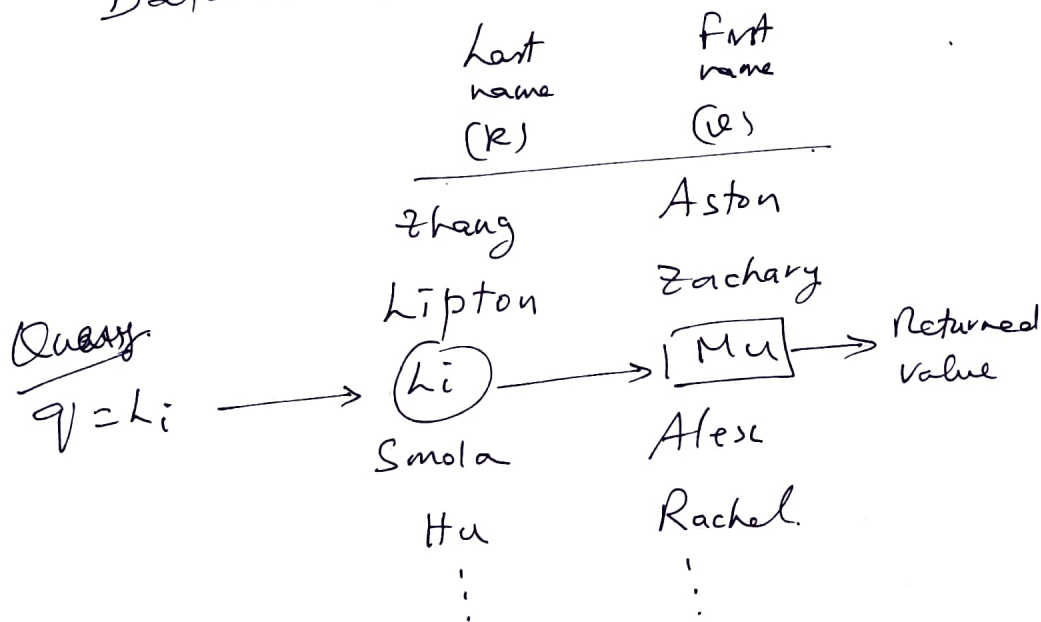 Last name (k) First name (v)
Zhang Aston
Lipton Zachary
Query
q = Li → Li → Mu → Returned value
Smola Alex
Hu Rachel.
⋮ ⋮